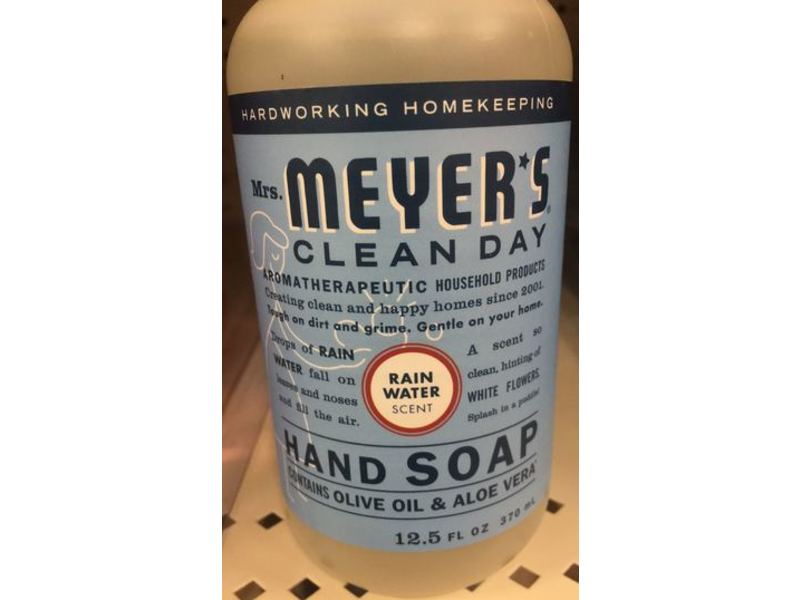 HARDWORKING HOMEKEEPING
Mrs. MEYER'S®
CLEAN DAY
AROMATHERAPEUTIC HOUSEHOLD PRODUCTS
Creating clean and happy homes since 2001.
Tough on dirt and grime. Gentle on your home.
Drops of RAIN
WATER fall on
leaves and noses
and fill the air.
RAIN
WATER
SCENT
A scent so
clean, hinting of
WHITE FLOWERS.
Splash in a puddle!
HAND SOAP
CONTAINS OLIVE OIL & ALOE VERA*
12.5 FL OZ 370 mL